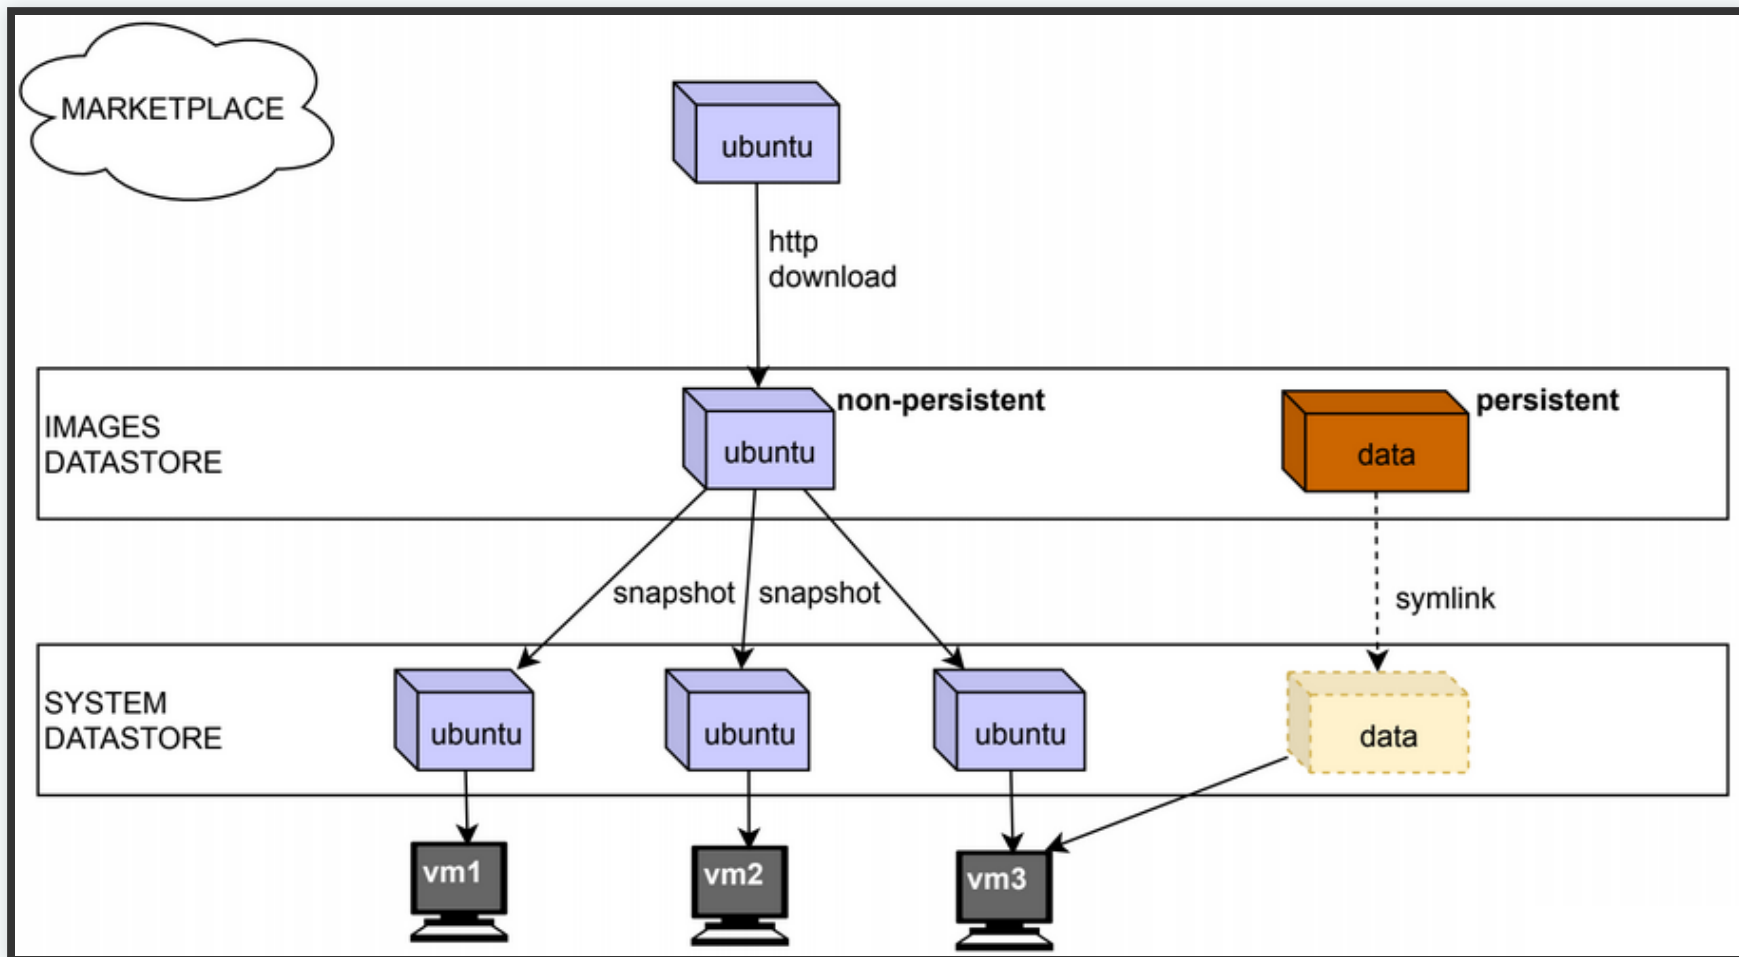 MARKETPLACE
ubuntu
http
download
IMAGES
DATASTORE
ubuntu
non-persistent
data
persistent
snapshot
snapshot
symlink
SYSTEM
DATASTORE
ubuntu
ubuntu
ubuntu
data
vm1
vm2
vm3